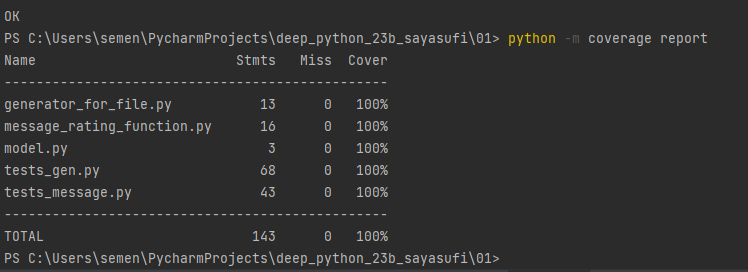 OK
PS C:\Users\semen\PycharmProjects\deep_python_23b_sayasufi\01> python -m coverage report
Name                        Stmts   Miss  Cover
-----------------------------------------------
generator_for_file.py          13      0   100%
message_rating_function.py     16      0   100%
model.py                        3      0   100%
tests_gen.py                   68      0   100%
tests_message.py               43      0   100%
-----------------------------------------------
TOTAL                         143      0   100%
PS C:\Users\semen\PycharmProjects\deep_python_23b_sayasufi\01>